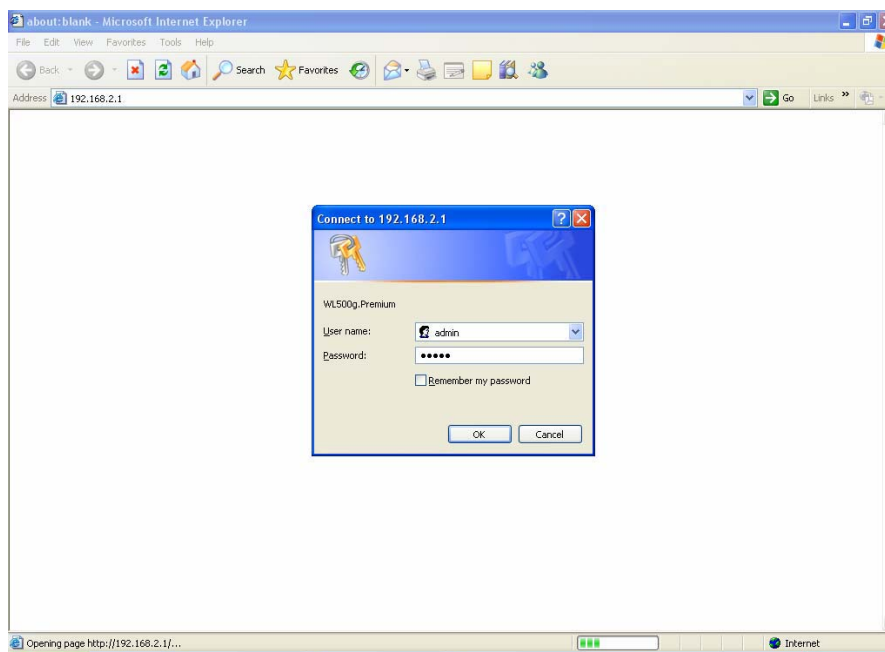 about:blank - Microsoft Internet Explorer
File Edit View Favorites Tools Help
Back Search Favorites
Address 192.168.2.1 Go Links »
Connect to 192.168.2.1
WL500g.Premium
User name: admin
Password: •••••
Remember my password
OK Cancel
Opening page http://192.168.2.1/... Internet